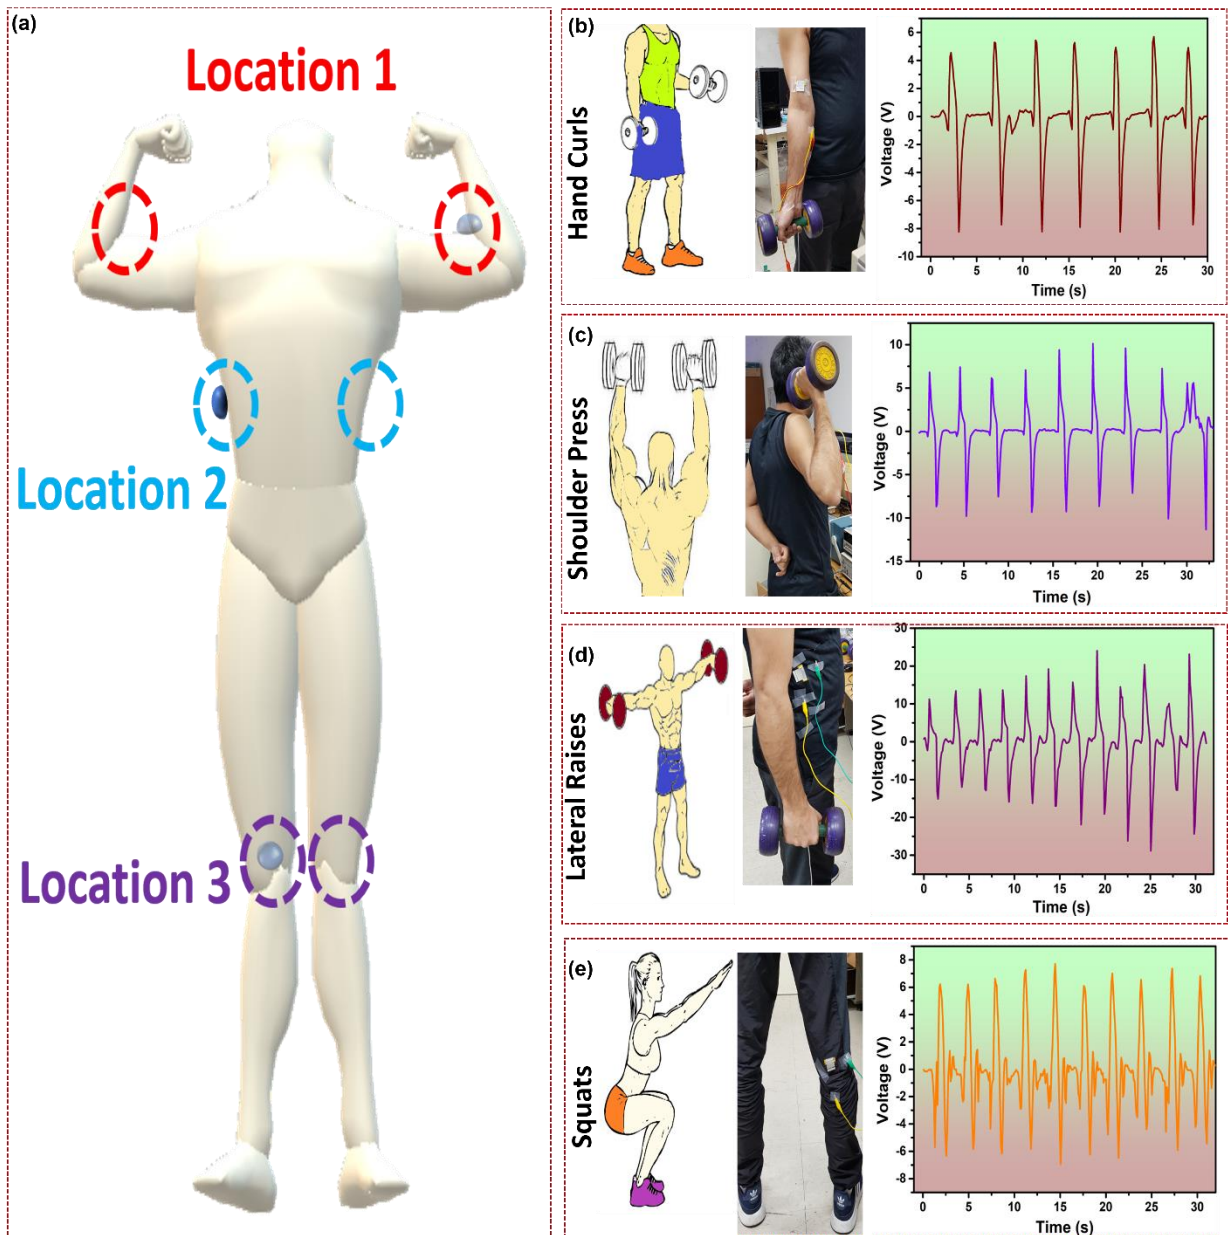 (a)
Location 1
Location 2
Location 3
(b)
Hand Curls
Voltage (V)
6
4
2
0
-2
-4
-6
-8
-10
0 5 10 15 20 25 30
Time (s)
(c)
Shoulder Press
Voltage (V)
10
5
0
-5
-10
-15
0 5 10 15 20 25 30
Time (s)
(d)
Lateral Raises
Voltage (V)
30
20
10
0
-10
-20
-30
0 5 10 15 20 25 30
Time (s)
(e)
Squats
Voltage (V)
8
6
4
2
0
-2
-4
-6
-8
0 5 10 15 20 25 30
Time (s)